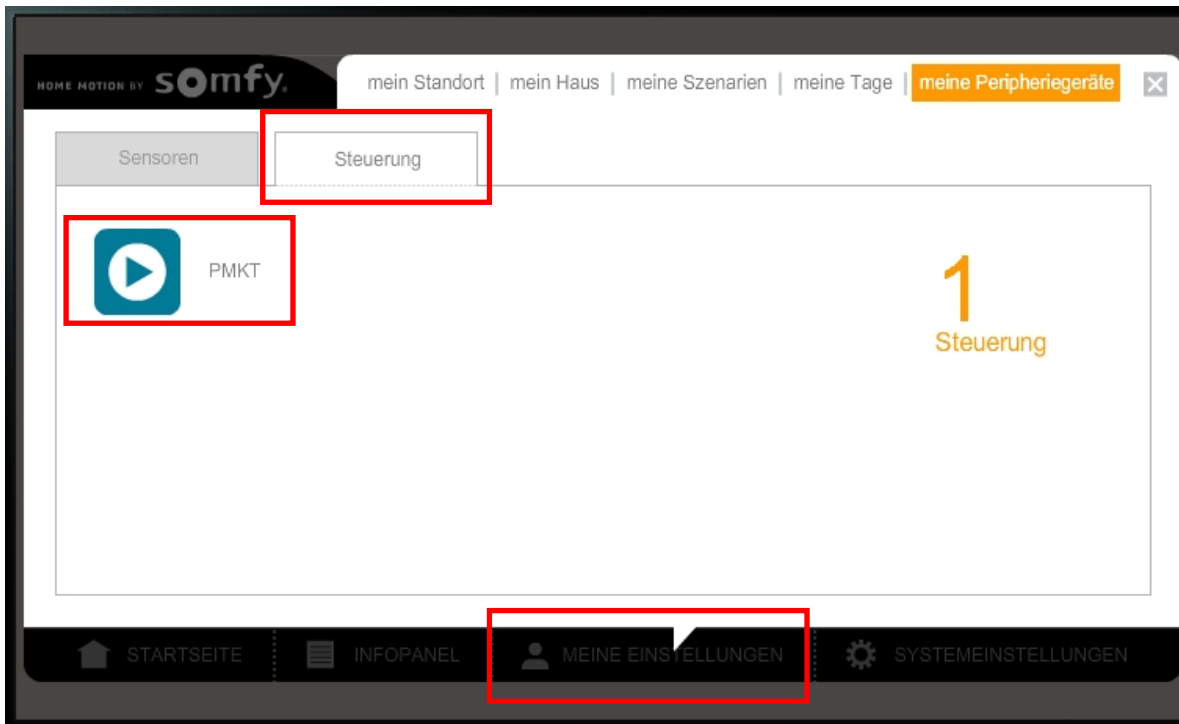 HOME MOTION BY somfy.
mein Standort | mein Haus | meine Szenarien | meine Tage | meine Peripheriegeräte
Sensoren
Steuerung
PMKT
1
Steuerung
STARTSEITE
INFOPANEL
MEINE EINSTELLUNGEN
SYSTEMEINSTELLUNGEN